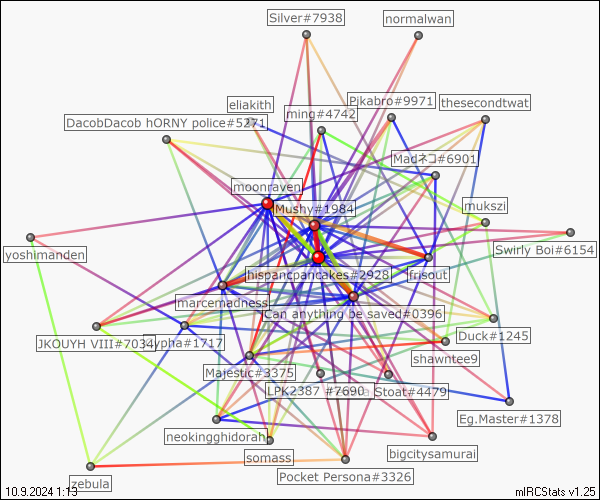 Silver#7938
normalwan
eliakith
Pjkabro#9971
thesecondtwat
ming#4742
DacobDacob hORNY police#5271
Madネコ#6901
moonraven
mukszi
Mushy#1984
Swirly Boi#6154
yoshimanden
hispancpancakes#2928
jfrisout
marcemadness
Can anything be saved#0396
Duck#1245
JKOUYH VIII#7034
ypha#1717
shawntee9
Majestic#3375
LPK2387 #7690
Stoat#4479
Eg.Master#1378
neokingghidorah
bigcitysamurai
somass
Pocket Persona#3326
zebula
10.9.2024 1:13
mIRCStats v1.25